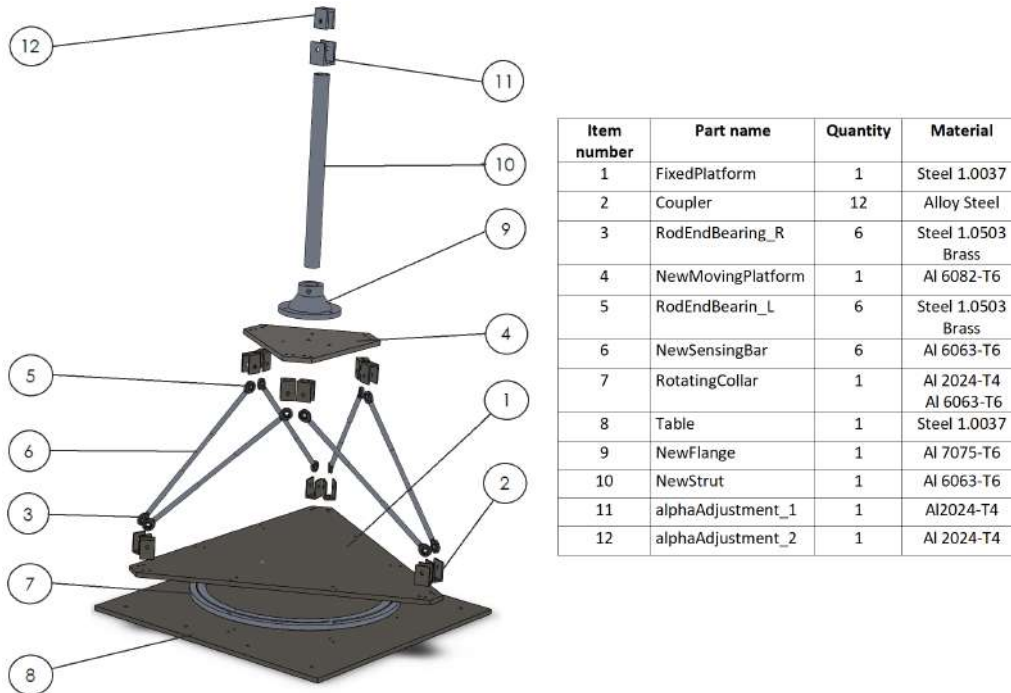 12
11
10
9
4
5
1
6
2
3
7
8
Item number Part name Quantity Material
1 FixedPlatform 1 Steel 1.0037
2 Coupler 12 Alloy Steel
3 RodEndBearing_R 6 Steel 1.0503
Brass
4 NewMovingPlatform 1 Al 6082-T6
5 RodEndBearin_L 6 Steel 1.0503
Brass
6 NewSensingBar 6 Al 6063-T6
7 RotatingCollar 1 Al 2024-T4
Al 6063-T6
8 Table 1 Steel 1.0037
9 NewFlange 1 Al 7075-T6
10 NewStrut 1 Al 6063-T6
11 alphaAdjustment_1 1 Al2024-T4
12 alphaAdjustment_2 1 Al 2024-T4